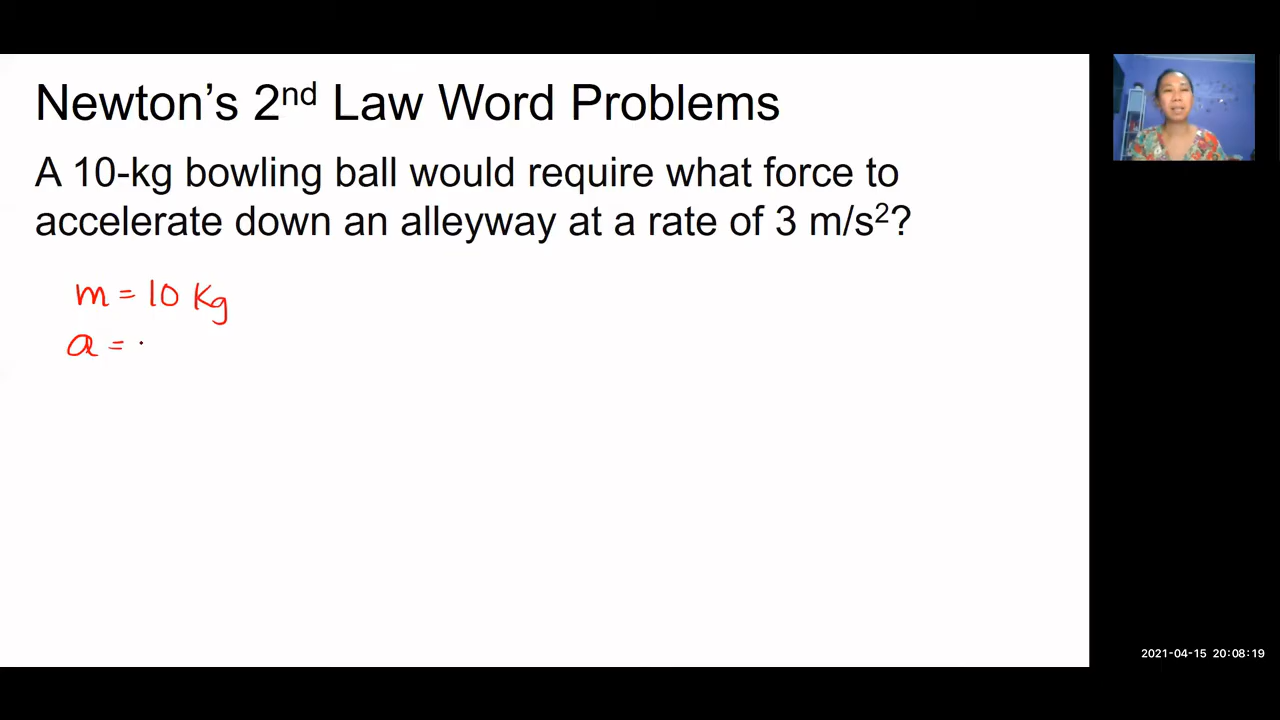 Newton’s 2nd Law Word Problems
A 10-kg bowling ball would require what force to
accelerate down an alleyway at a rate of 3 m/s²?
m = 10 Kg
a =
2021-04-15 20:08:19